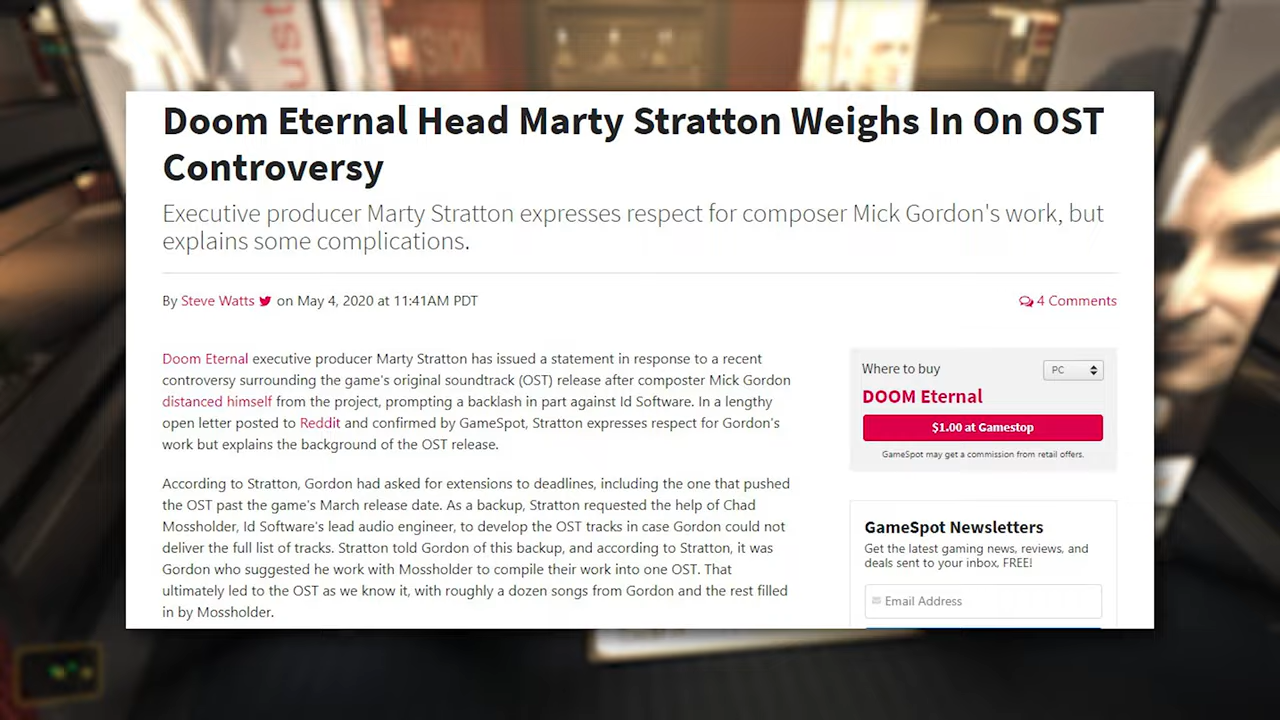 ust
VISION
Doom Eternal Head Marty Stratton Weighs In On OST
Controversy
Executive producer Marty Stratton expresses respect for composer Mick Gordon's work, but
explains some complications.
By Steve Watts on May 4, 2020 at 11:41AM PDT
4 Comments
Doom Eternal executive producer Marty Stratton has issued a statement in response to a recent
controversy surrounding the game's original soundtrack (OST) release after composter Mick Gordon
distanced himself from the project, prompting a backlash in part against Id Software. In a lengthy
open letter posted to Reddit and confirmed by GameSpot, Stratton expresses respect for Gordon's
work but explains the background of the OST release.
According to Stratton, Gordon had asked for extensions to deadlines, including the one that pushed
the OST past the game's March release date. As a backup, Stratton requested the help of Chad
Mossholder, Id Software's lead audio engineer, to develop the OST tracks in case Gordon could not
deliver the full list of tracks. Stratton told Gordon of this backup, and according to Stratton, it was
Gordon who suggested he work with Mossholder to compile their work into one OST. That
ultimately led to the OST as we know it, with roughly a dozen songs from Gordon and the rest filled
in by Mossholder.
Where to buy
PC
DOOM Eternal
$1.00 at Gamestop
GameSpot may get a commission from retail offers.
GameSpot Newsletters
Get the latest gaming news, reviews, and
deals sent to your inbox, FREE!
Email Address